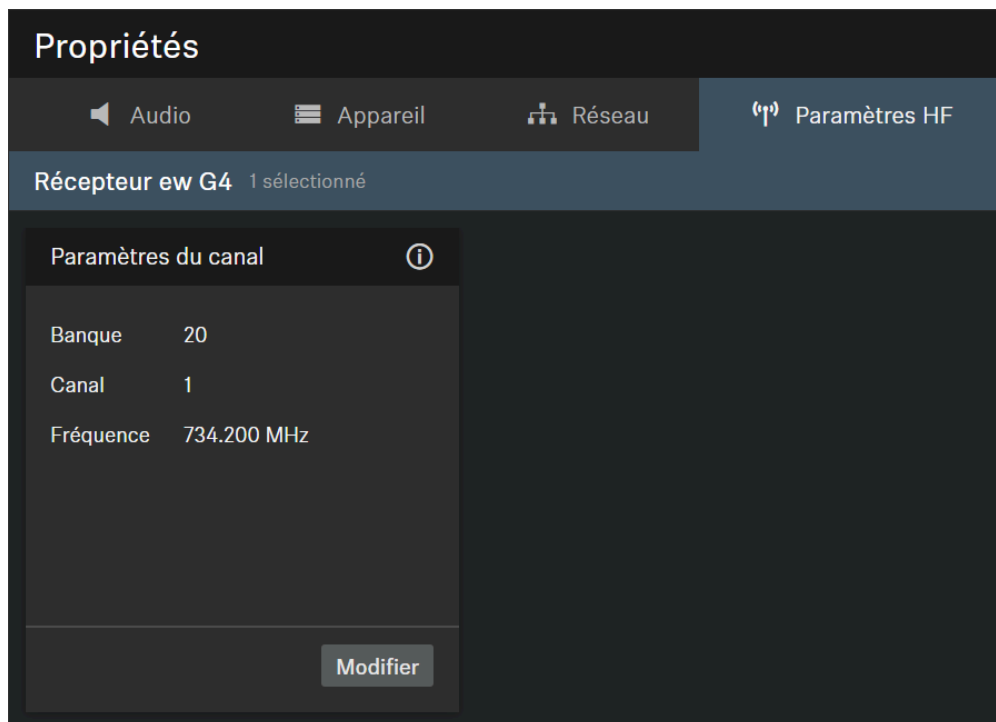 Propriétés
Audio Appareil Réseau Paramètres HF
Récepteur ew G4 1 sélectionné
Paramètres du canal
Banque 20
Canal 1
Fréquence 734.200 MHz
Modifier